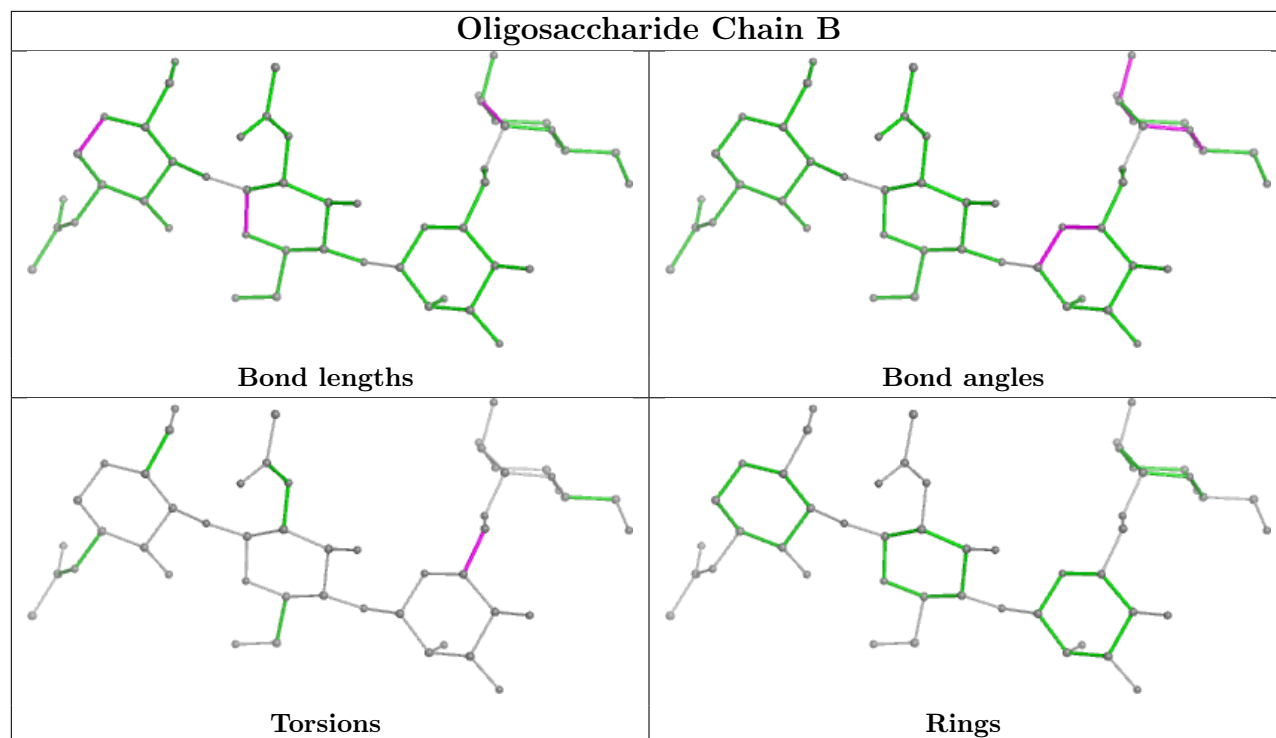 Oligosaccharide Chain B
Bond lengths
Bond angles
Torsions
Rings